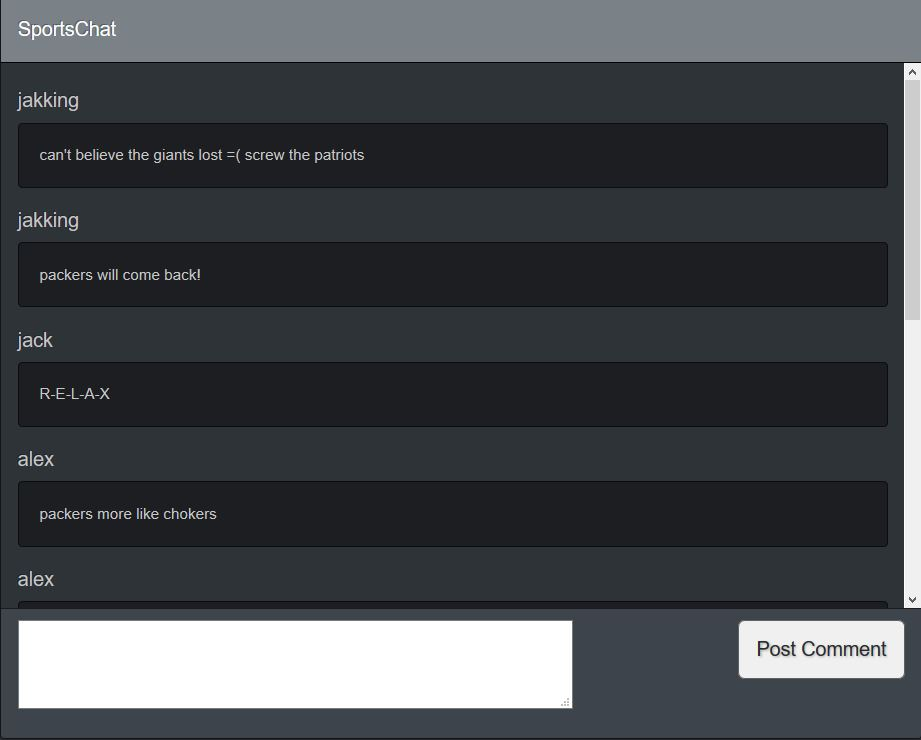 SportsChat
jakking
can't believe the giants lost =( screw the patriots
jakking
packers will come back!
jack
R-E-L-A-X
alex
packers more like chokers
alex
Post Comment